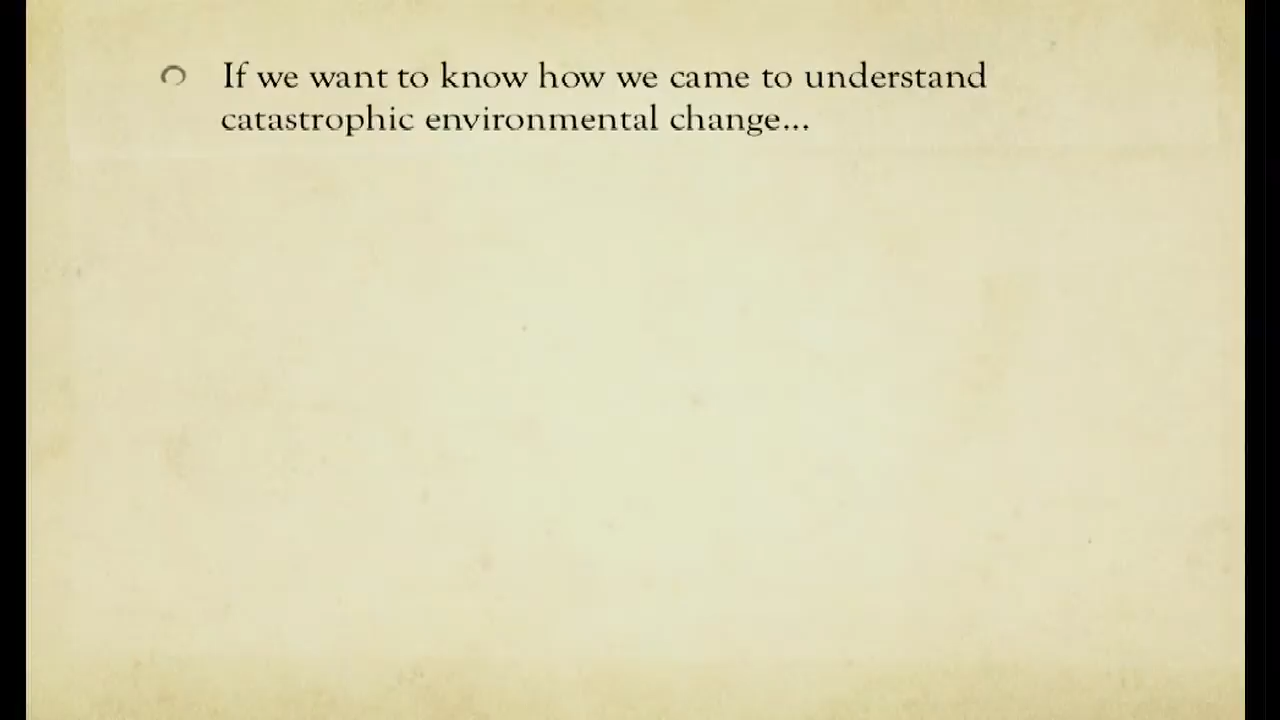 If we want to know how we came to understand
catastrophic environmental change...